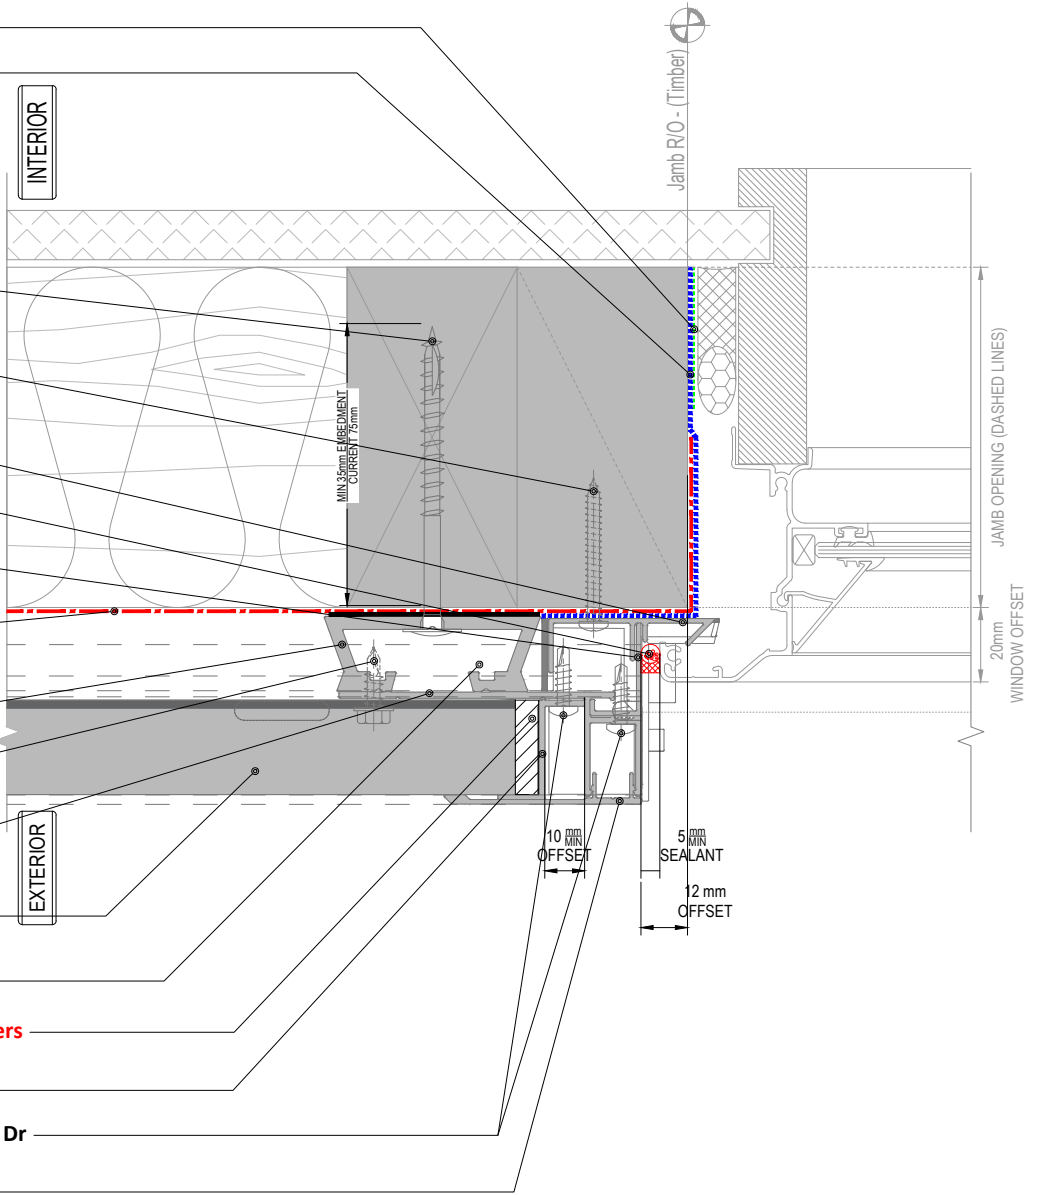 Jamb R/O - (Timber)
INTERIOR
MIN 35mm EMBEDMENT
CURRENT 75mm
JAMB OPENING (DASHED LINES)
20mm
WINDOW OFFSET
EXTERIOR
10 mm MIN
OFFSET
5 mm MIN
SEALANT
12 mm
OFFSET
ers
Dr